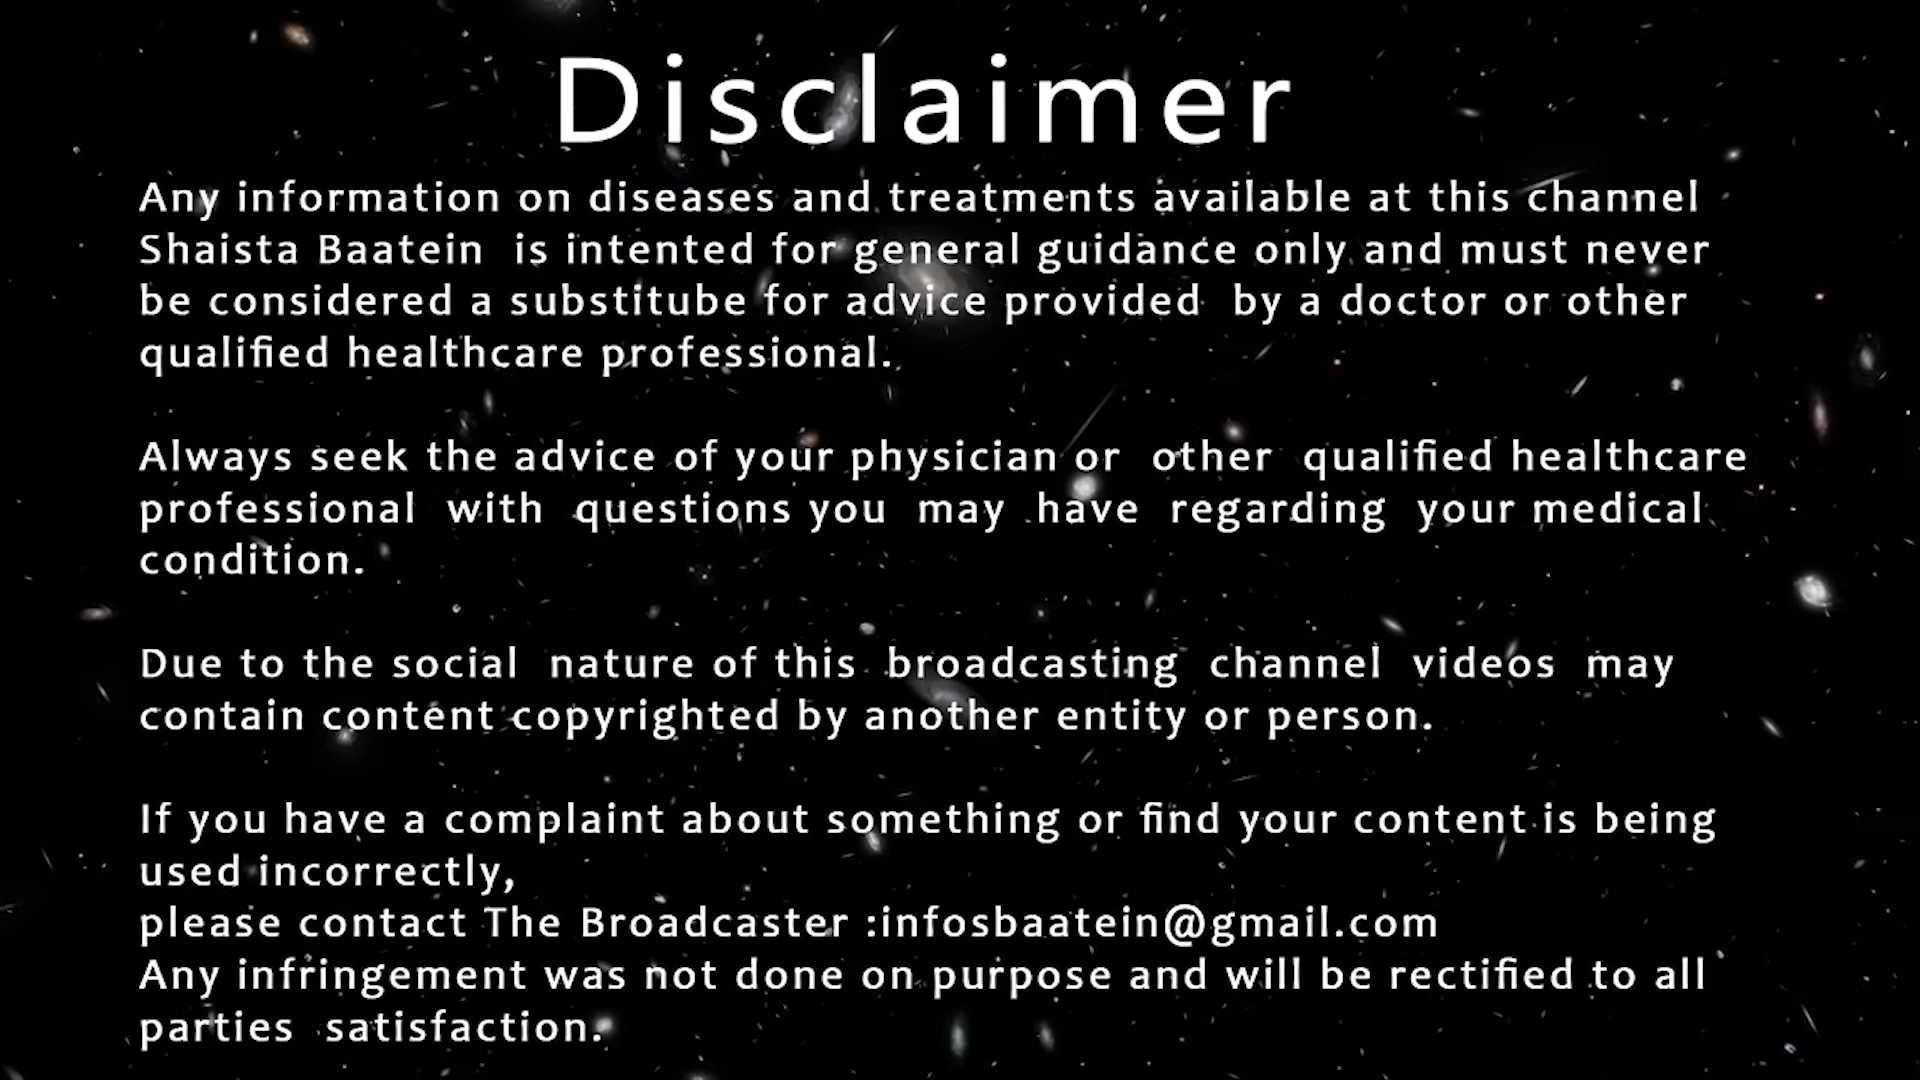 Disclaimer
Any information on diseases and treatments available at this channel
Shaista Baatein is intented for general guidance only and must never
be considered a substitube for advice provided by a doctor or other
qualified healthcare professional.
Always seek the advice of your physician or other qualified healthcare
professional with questions you may have regarding your medical
condition.
Due to the social nature of this broadcasting channel videos may
contain content copyrighted by another entity or person.
If you have a complaint about something or find your content is being
used incorrectly,
please contact The Broadcaster :infosbaatein@gmail.com
Any infringement was not done on purpose and will be rectified to all
parties satisfaction.